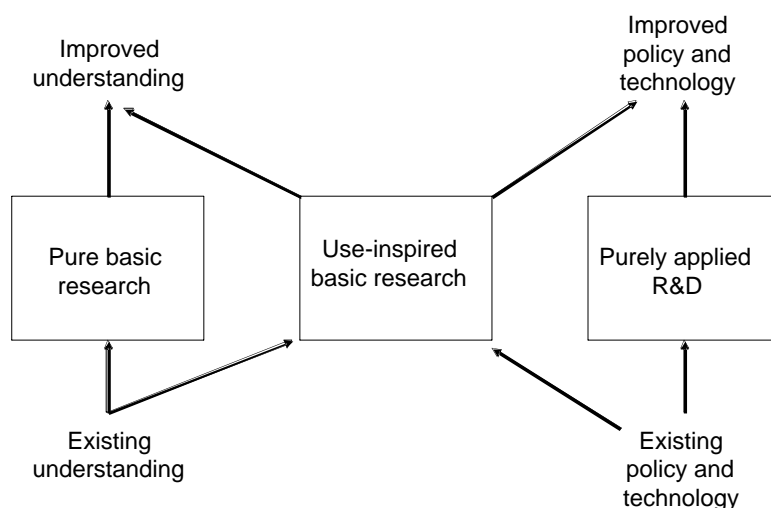 Improved
understanding
Improved
policy and
technology
Pure basic
research
Use-inspired
basic research
Purely applied
R&D
Existing
understanding
Existing
policy and
technology